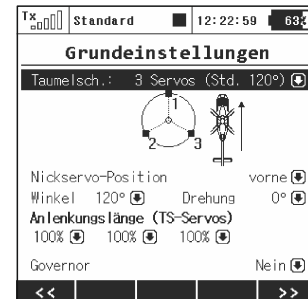 Tx Standard 12:22:59 63%
Grundeinstellungen
Taumelsch.: 3 Servos (Std. 120°)
1
2 3
Nickservo-Position vorne
Winkel 120° Drehung 0°
Anlenkungslänge (TS-Servos)
100% 100% 100%
Governor Nein
<< >>